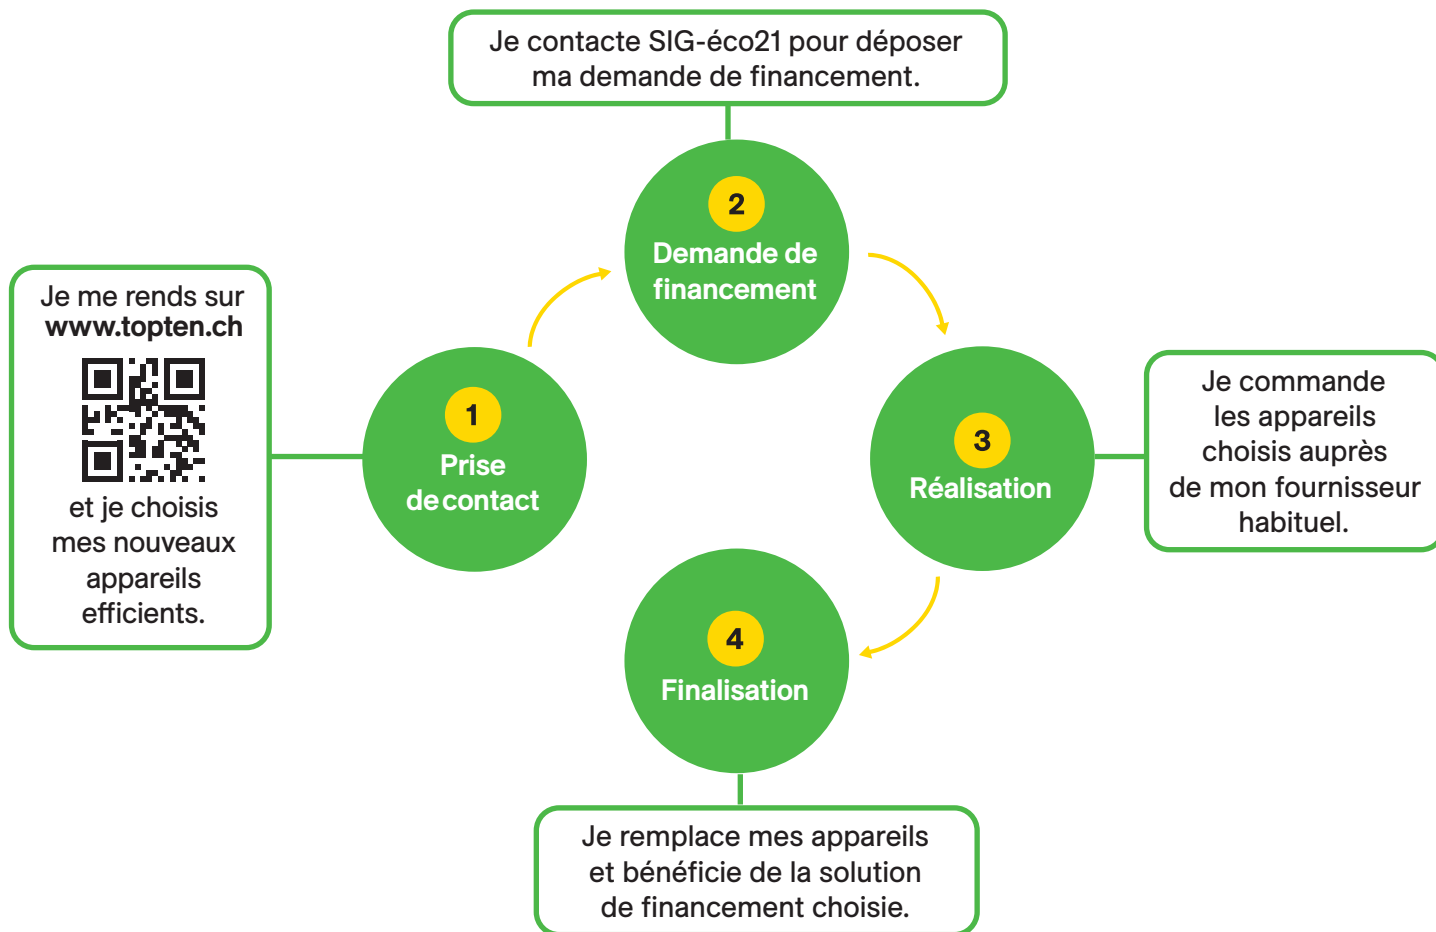 Je contacte SIG-éco21 pour déposer
ma demande de financement.
2
Demande de
financement
Je me rends sur
www.topten.ch
et je choisis
mes nouveaux
appareils
efficients.
1
Prise
de contact
3
Réalisation
Je commande
les appareils
choisis auprès
de mon fournisseur
habituel.
4
Finalisation
Je remplace mes appareils
et bénéficie de la solution
de financement choisie.